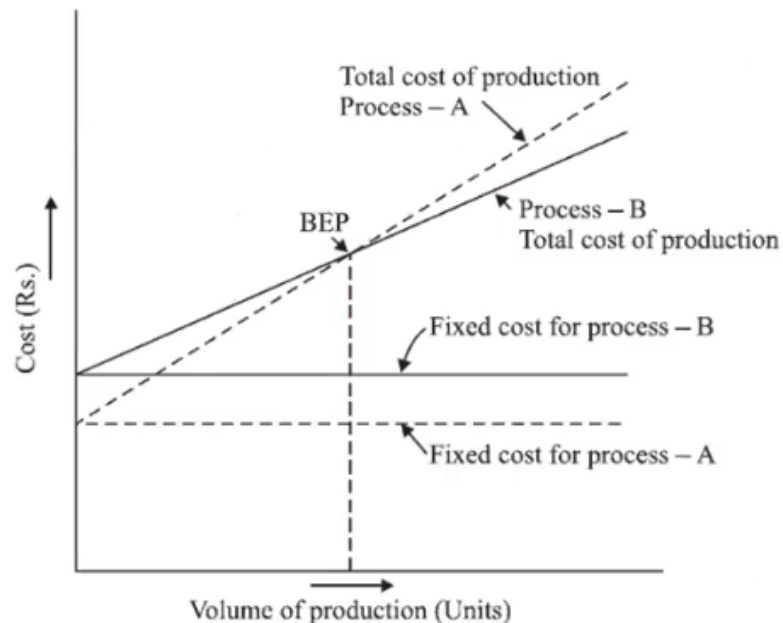 Total cost of production
Process – A
BEP
Process – B
Total cost of production
Cost (Rs.)
Fixed cost for process – B
Fixed cost for process – A
Volume of production (Units)